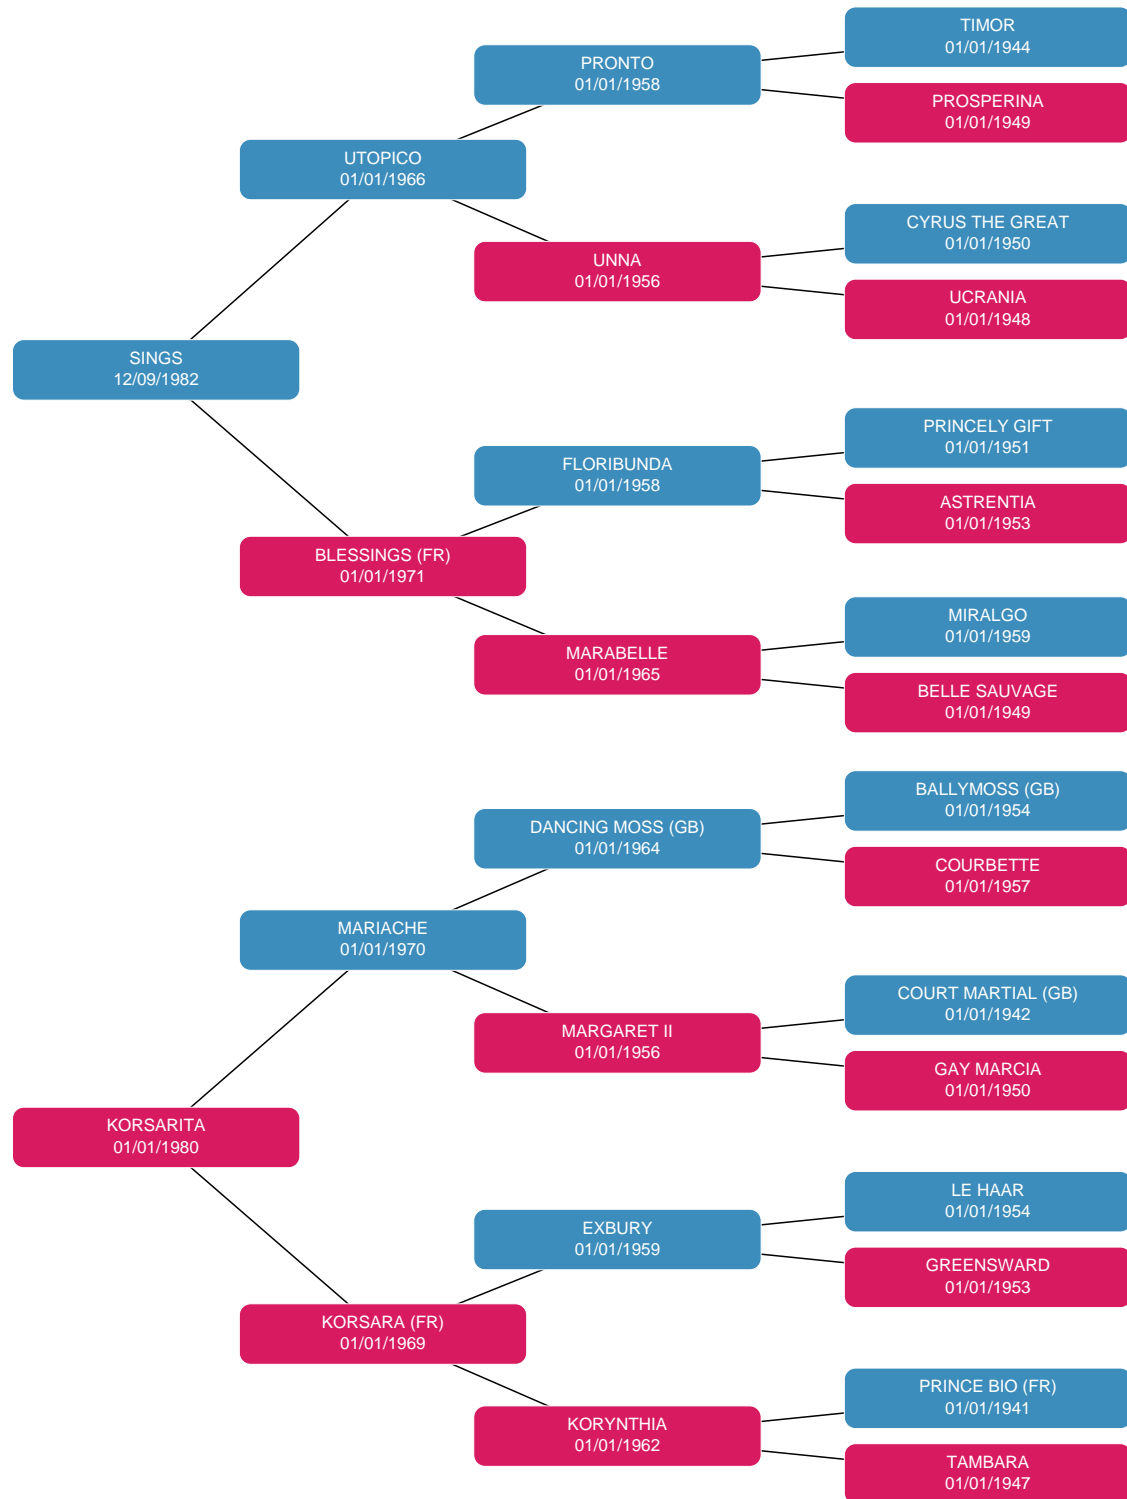 TIMOR
01/01/1944
PRONTO
01/01/1958
PROSPERINA
01/01/1949
UTOPICO
01/01/1966
CYRUS THE GREAT
01/01/1950
UNNA
01/01/1956
UCRANIA
01/01/1948
SINGS
12/09/1982
PRINCELY GIFT
01/01/1951
FLORIBUNDA
01/01/1958
ASTRENTIA
01/01/1953
BLESSINGS (FR)
01/01/1971
MIRALGO
01/01/1959
MARABELLE
01/01/1965
BELLE SAUVAGE
01/01/1949
BALLYMOSS (GB)
01/01/1954
DANCING MOSS (GB)
01/01/1964
COURBETTE
01/01/1957
MARIACHE
01/01/1970
COURT MARTIAL (GB)
01/01/1942
MARGARET II
01/01/1956
GAY MARCIA
01/01/1950
KORSARITA
01/01/1980
LE HAAR
01/01/1954
EXBURY
01/01/1959
GREENSWARD
01/01/1953
KORSARA (FR)
01/01/1969
PRINCE BIO (FR)
01/01/1941
KORYNTHIA
01/01/1962
TAMBARA
01/01/1947